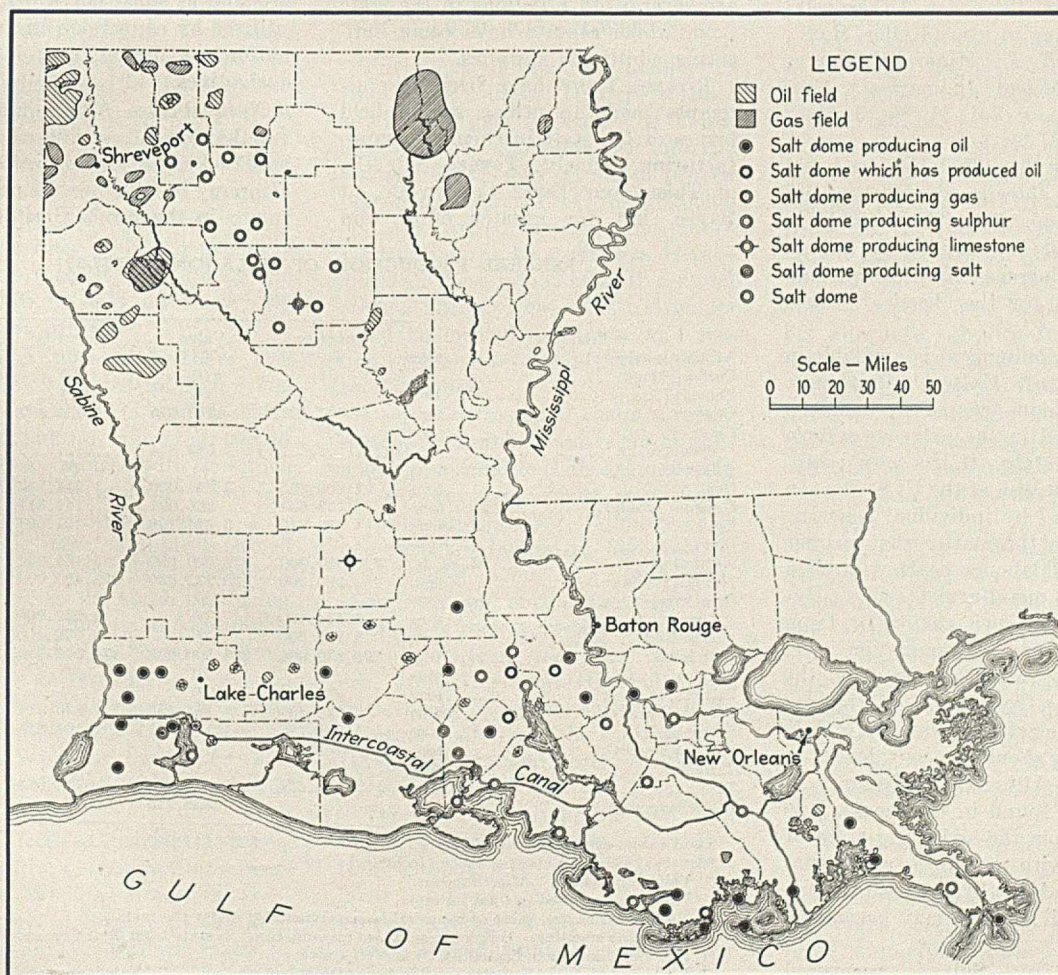 LEGEND
Oil field
Gas field
Salt dome producing oil
Salt dome which has produced oil
Salt dome producing gas
Salt dome producing sulphur
Salt dome producing limestone
Salt dome producing salt
Salt dome
Scale — Miles
0 10 20 30 40 50
Shreveport
Sabine
River
Mississippi
River
Baton Rouge
Lake Charles
Intercoastal
Canal
New Orleans
GULF
OF
MEXICO